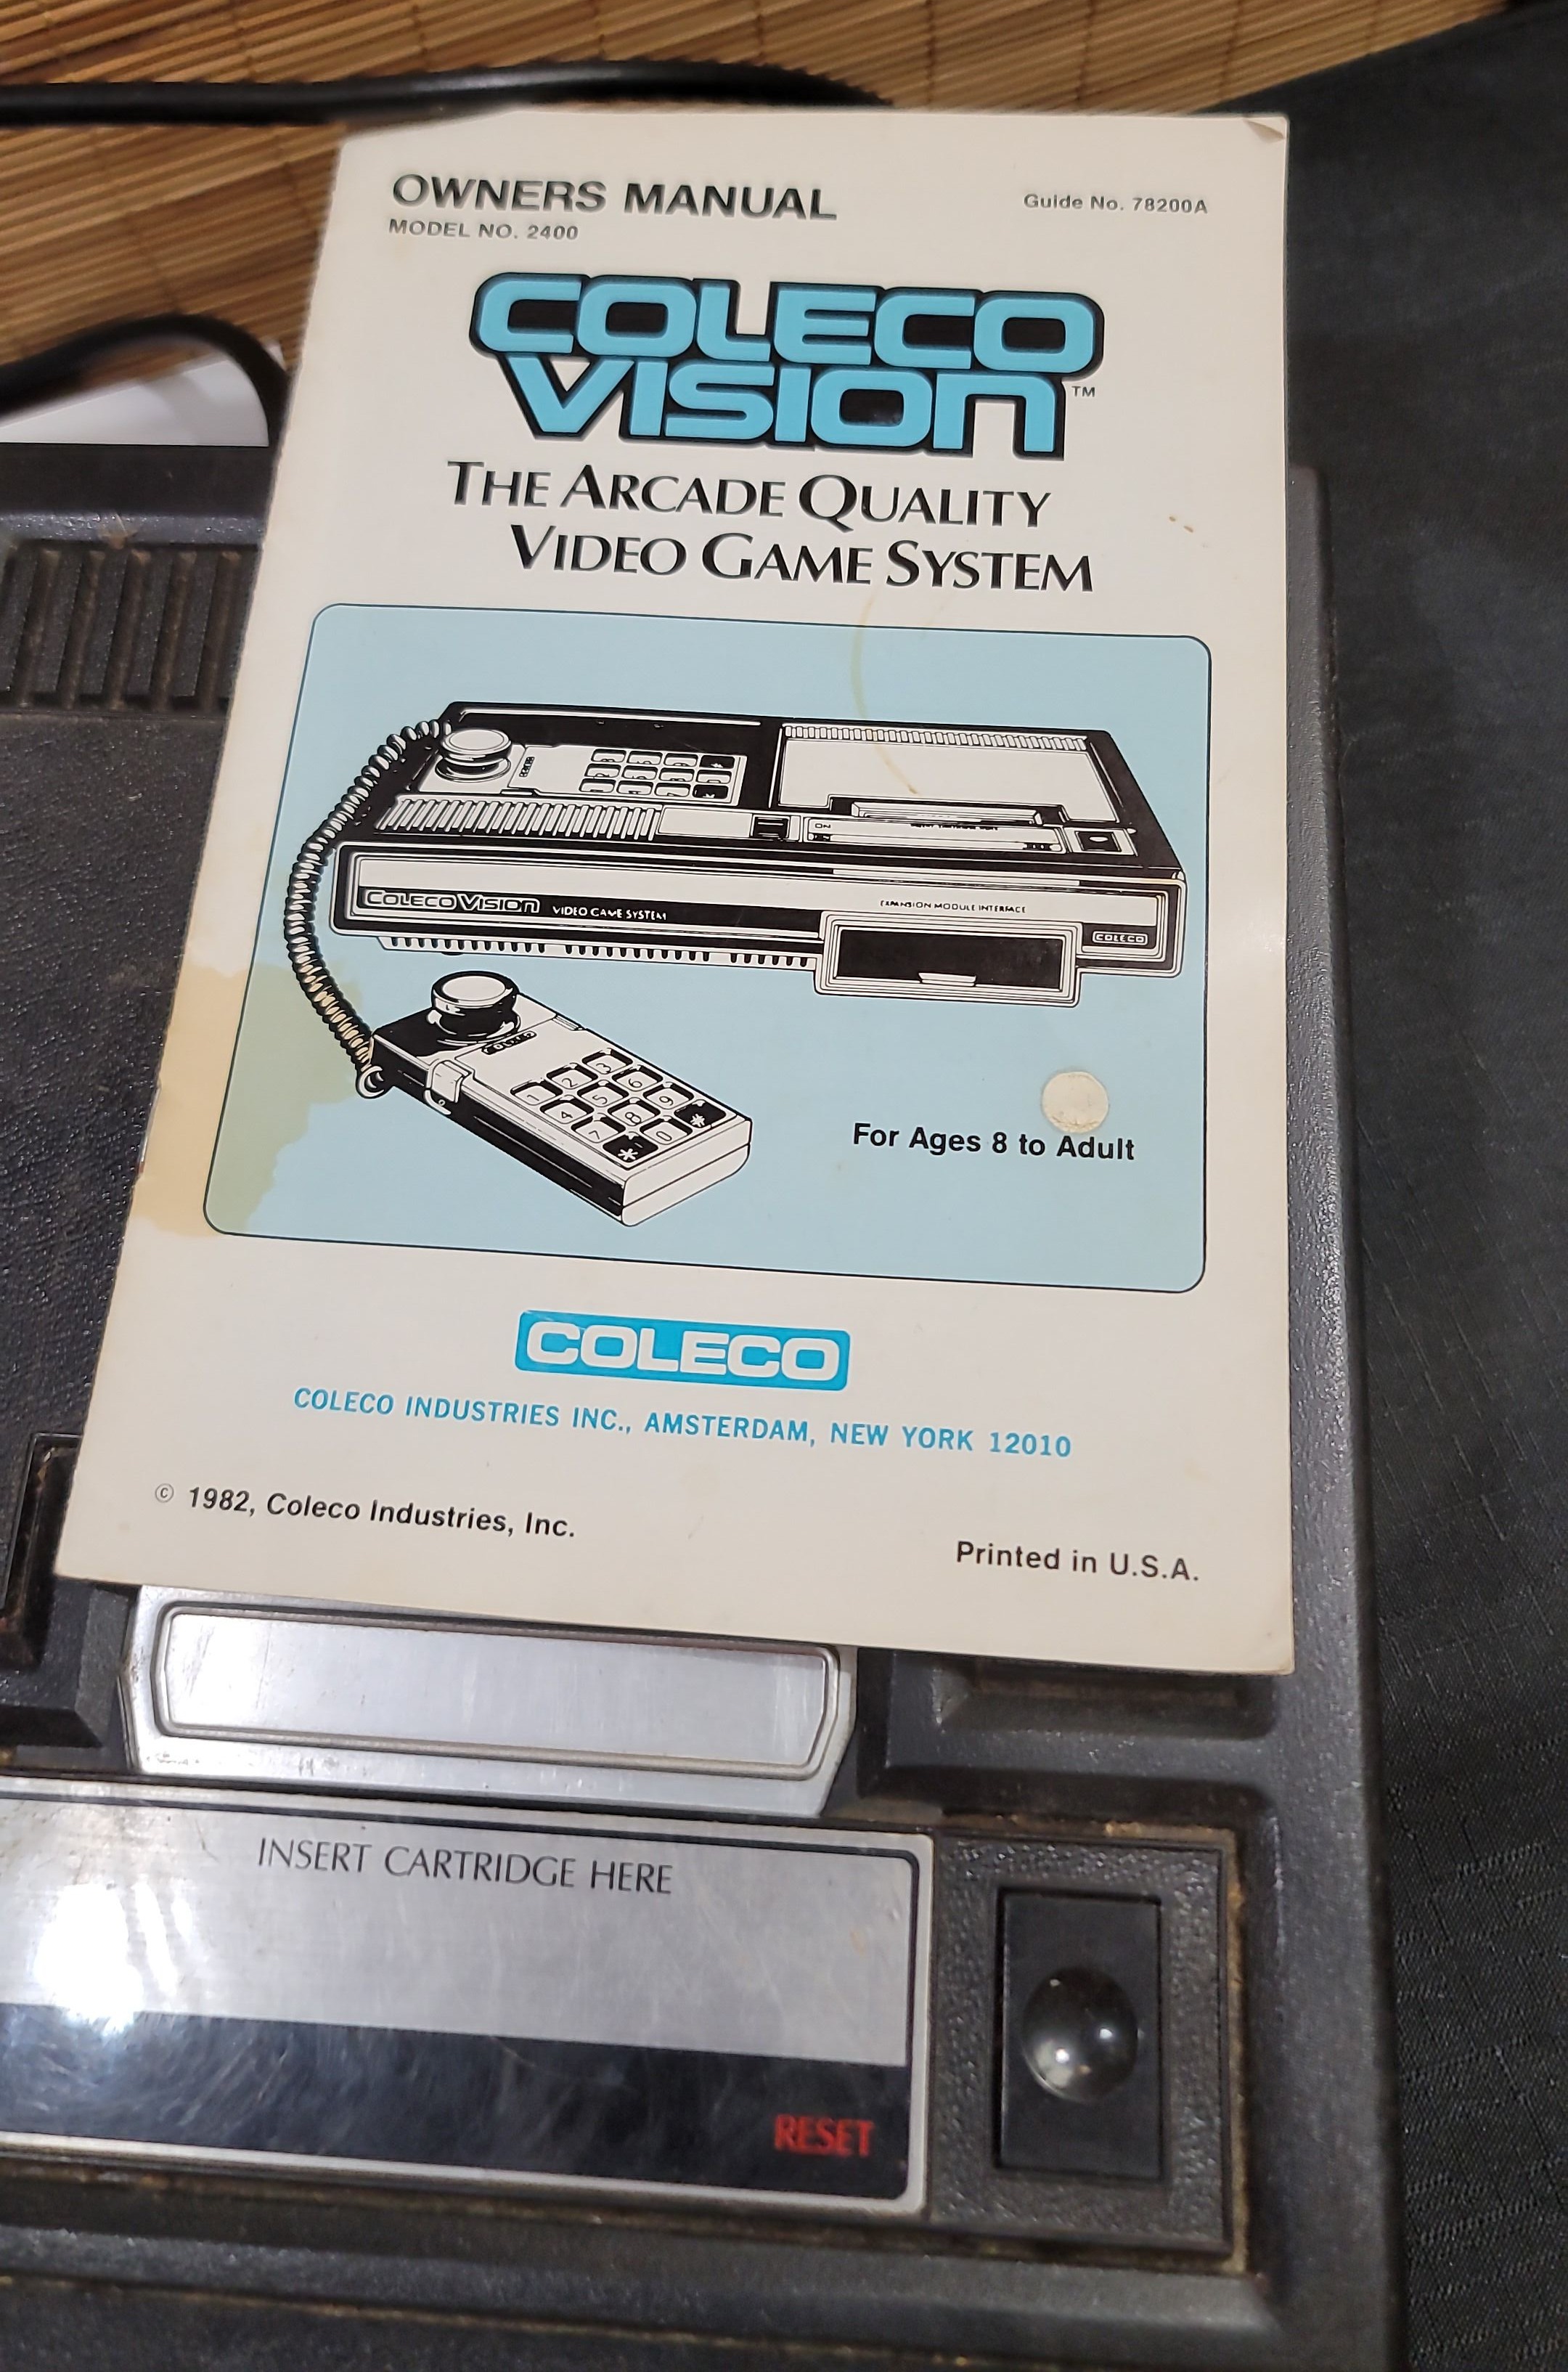 OWNERS MANUAL
Guide No. 78200A
MODEL NO. 2400
COLECO
VISION™
THE ARCADE QUALITY
VIDEO GAME SYSTEM
ON
COLECOVISION VIDEO GAME SYSTEM
EXPANSION MODULE INTERFACE
COLECO
COLECO
1 2 3
4 5 6
7 8 9
* 0 #
For Ages 8 to Adult
COLECO
COLECO INDUSTRIES INC., AMSTERDAM, NEW YORK 12010
© 1982, Coleco Industries, Inc.
Printed in U.S.A.
INSERT CARTRIDGE HERE
RESET